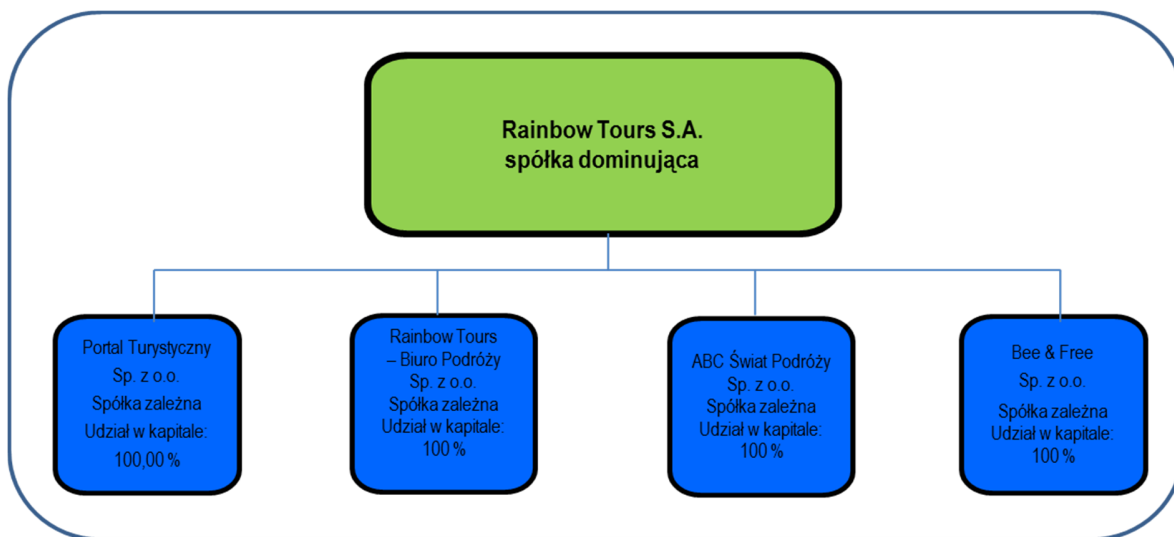 Rainbow Tours S.A.
spółka dominująca
Portal Turystyczny
Sp. z o.o.
Spółka zależna
Udział w kapitale:
100,00 %
Rainbow Tours
– Biuro Podróży
Sp. z o.o.
Spółka zależna
Udział w kapitale:
100 %
ABC Świat Podróży
Sp. z o.o.
Spółka zależna
Udział w kapitale:
100 %
Bee & Free
Sp. z o.o.
Spółka zależna
Udział w kapitale:
100 %